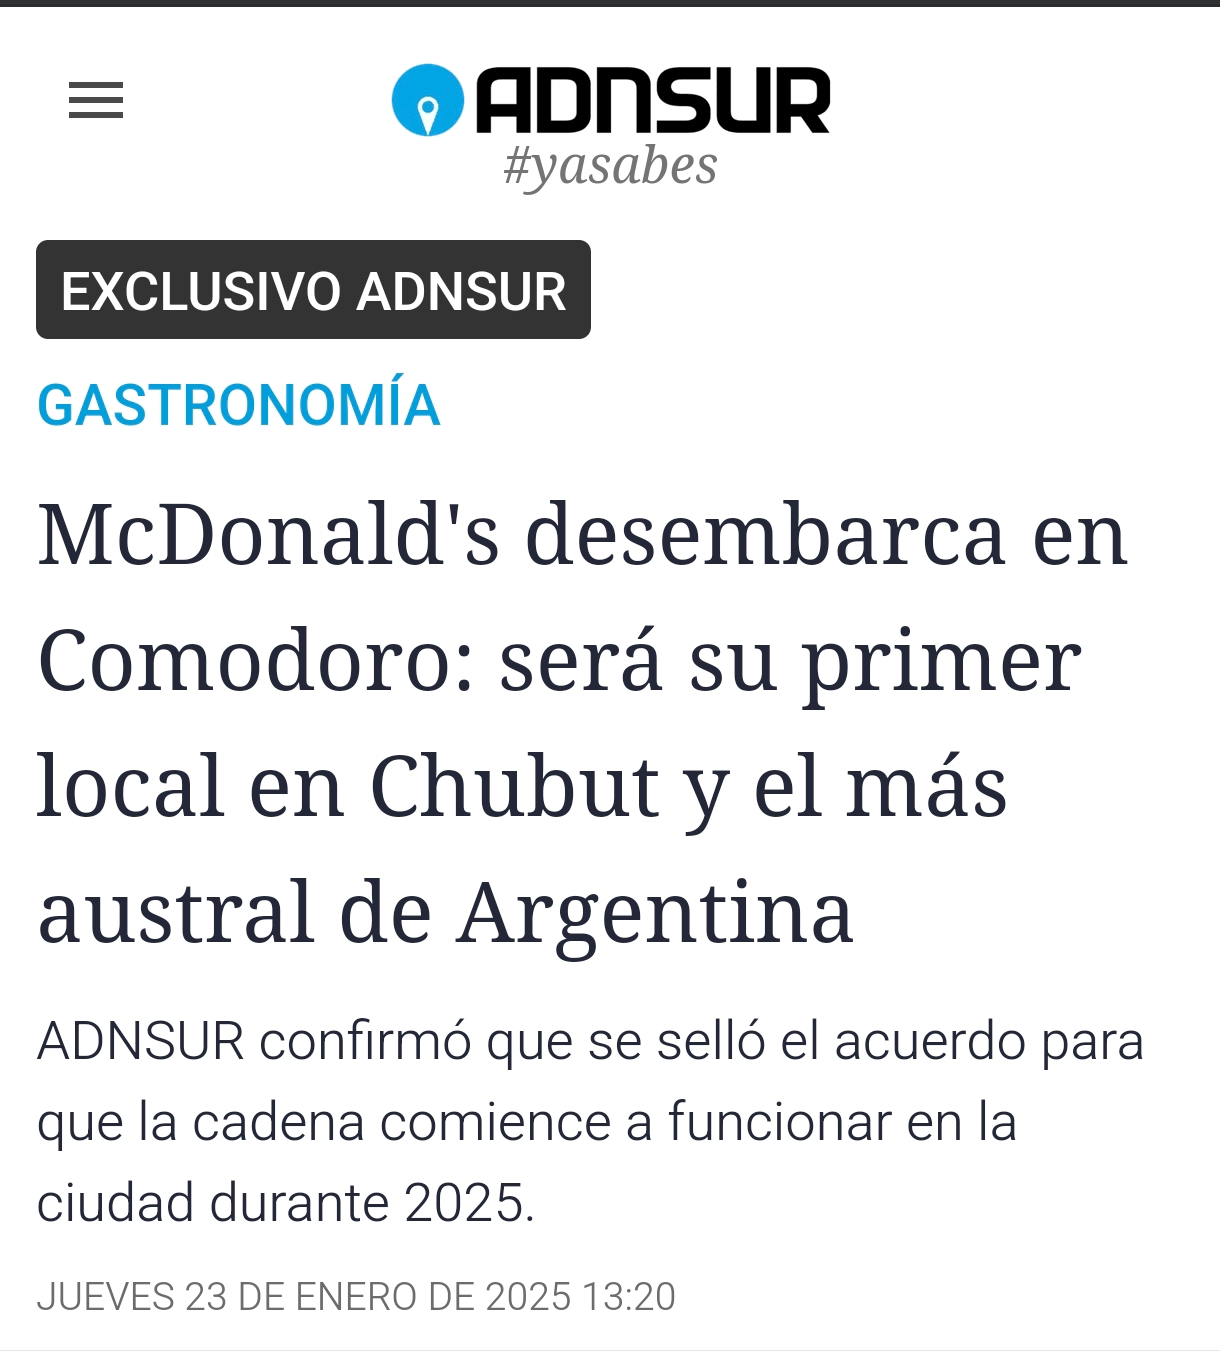 ADNSUR
#yasabes
EXCLUSIVO ADNSUR
GASTRONOMÍA
McDonald's desembarca en
Comodoro: será su primer
local en Chubut y el más
austral de Argentina
ADNSUR confirmó que se selló el acuerdo para
que la cadena comience a funcionar en la
ciudad durante 2025.
JUEVES 23 DE ENERO DE 2025 13:20